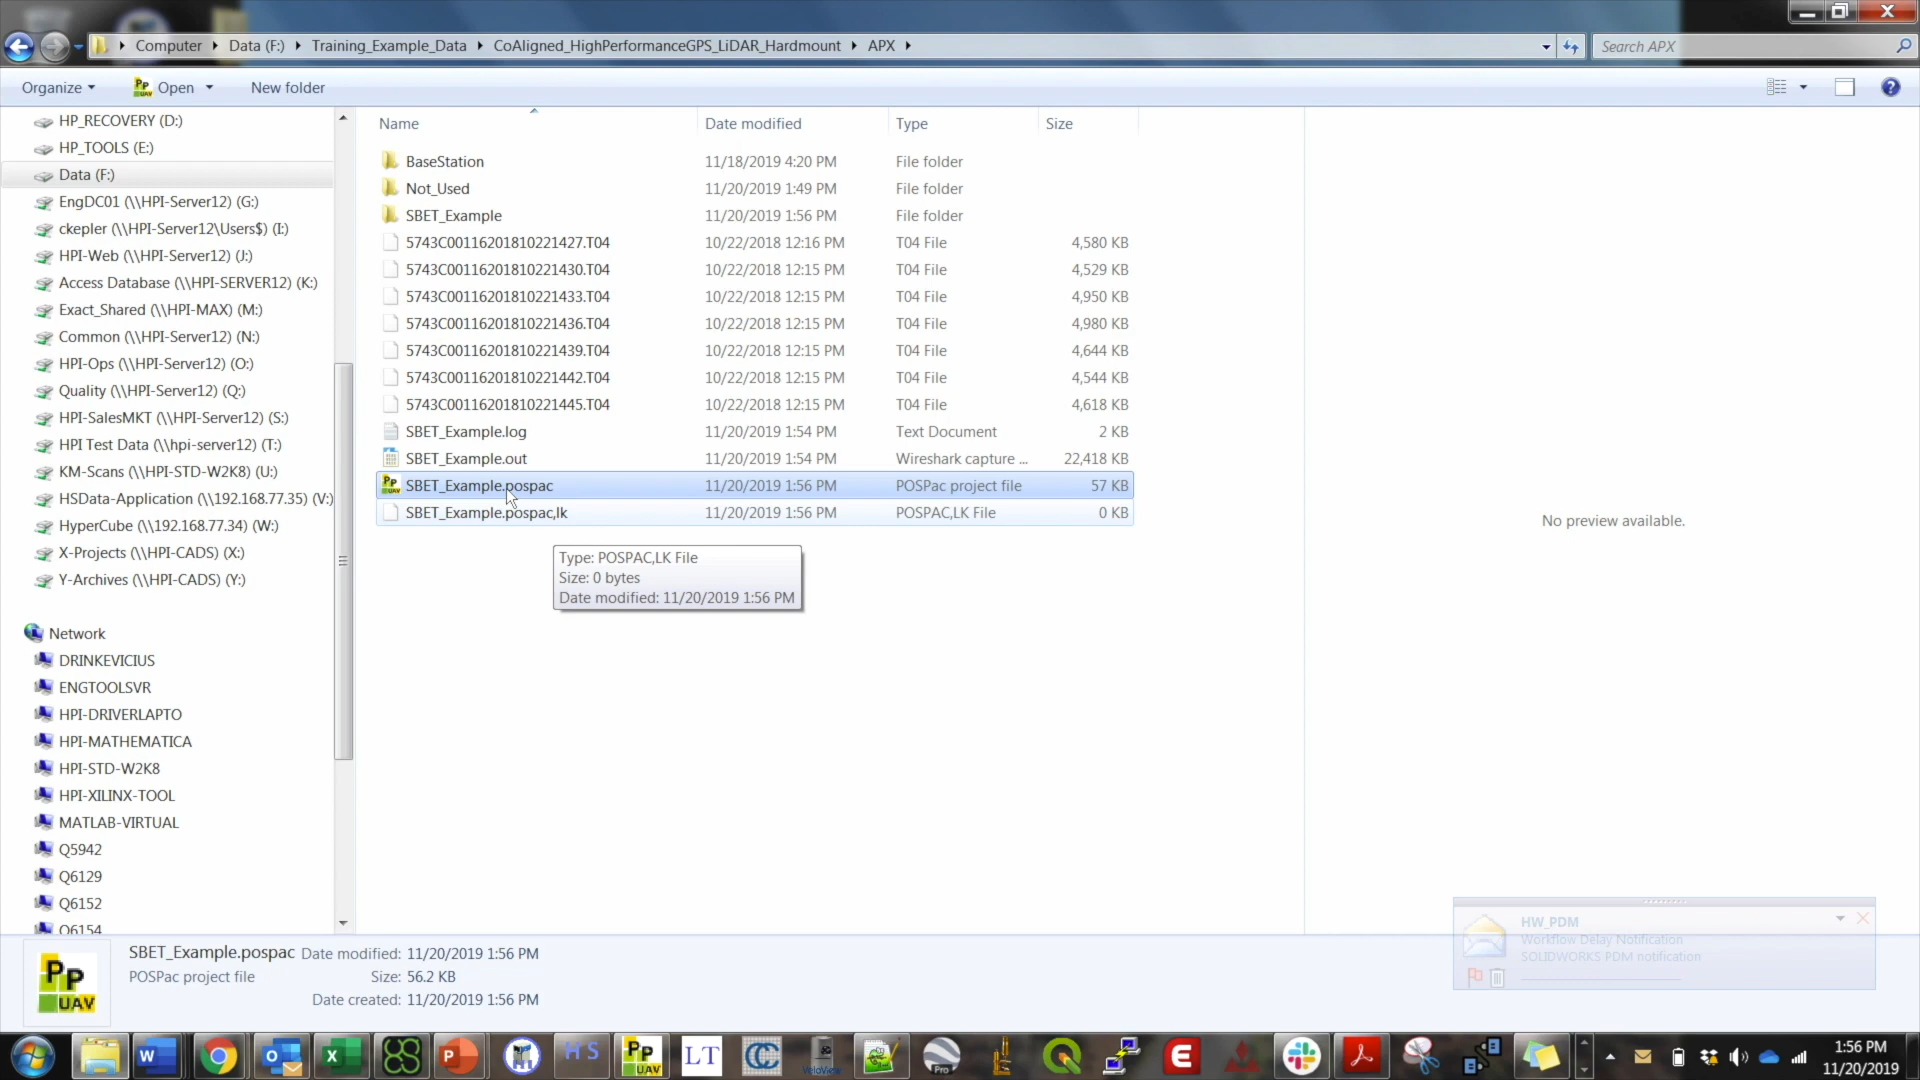 Computer Data (F:) Training_Example_Data CoAligned_HighPerformanceGPS_LiDAR_Hardmount APX
Search APX
Organize Open New folder
HP_RECOVERY (D:)
HP_TOOLS (E:)
Data (F:)
EngDC01 (\\HPI-Server12) (G:)
ckepler (\\HPI-Server12\Users$) (I:)
HPI-Web (\\HPI-Server12) (J:)
Access Database (\\HPI-SERVER12) (K:)
Exact_Shared (\\HPI-MAX) (M:)
Common (\\HPI-Server12) (N:)
HPI-Ops (\\HPI-Server12) (O:)
Quality (\\HPI-Server12) (Q:)
HPI-SalesMKT (\\HPI-Server12) (S:)
HPI Test Data (\\hpi-server12) (T:)
KM-Scans (\\HPI-STD-W2K8) (U:)
HSData-Application (\\192.168.77.35) (V:)
HyperCube (\\192.168.77.34) (W:)
X-Projects (\\HPI-CADS) (X:)
Y-Archives (\\HPI-CADS) (Y:)
Network
DRINKEVICIUS
ENGTOOLSVR
HPI-DRIVERLAPTO
HPI-MATHEMATICA
HPI-STD-W2K8
HPI-XILINX-TOOL
MATLAB-VIRTUAL
Q5942
Q6129
Q6152
Q6154
Name Date modified Type Size
BaseStation 11/18/2019 4:20 PM File folder
Not_Used 11/20/2019 1:49 PM File folder
SBET_Example 11/20/2019 1:56 PM File folder
5743C00116201810221427.T04 10/22/2018 12:16 PM T04 File 4,580 KB
5743C00116201810221430.T04 10/22/2018 12:15 PM T04 File 4,529 KB
5743C00116201810221433.T04 10/22/2018 12:15 PM T04 File 4,950 KB
5743C00116201810221436.T04 10/22/2018 12:15 PM T04 File 4,980 KB
5743C00116201810221439.T04 10/22/2018 12:15 PM T04 File 4,644 KB
5743C00116201810221442.T04 10/22/2018 12:15 PM T04 File 4,544 KB
5743C00116201810221445.T04 10/22/2018 12:15 PM T04 File 4,618 KB
SBET_Example.log 11/20/2019 1:54 PM Text Document 2 KB
SBET_Example.out 11/20/2019 1:54 PM Wireshark capture ... 22,418 KB
SBET_Example.pospac 11/20/2019 1:56 PM POSPac project file 57 KB
SBET_Example.pospac,lk 11/20/2019 1:56 PM POSPAC,LK File 0 KB
Type: POSPAC,LK File
Size: 0 bytes
Date modified: 11/20/2019 1:56 PM
No preview available.
HW_PDM
Workflow Delay Notification
SOLIDWORKS PDM notification
Pp
UAV
SBET_Example.pospac Date modified: 11/20/2019 1:56 PM
POSPac project file Size: 56.2 KB
Date created: 11/20/2019 1:56 PM
H S
Pp
UAV
LT
VeloView
Pro
1:56 PM
11/20/2019